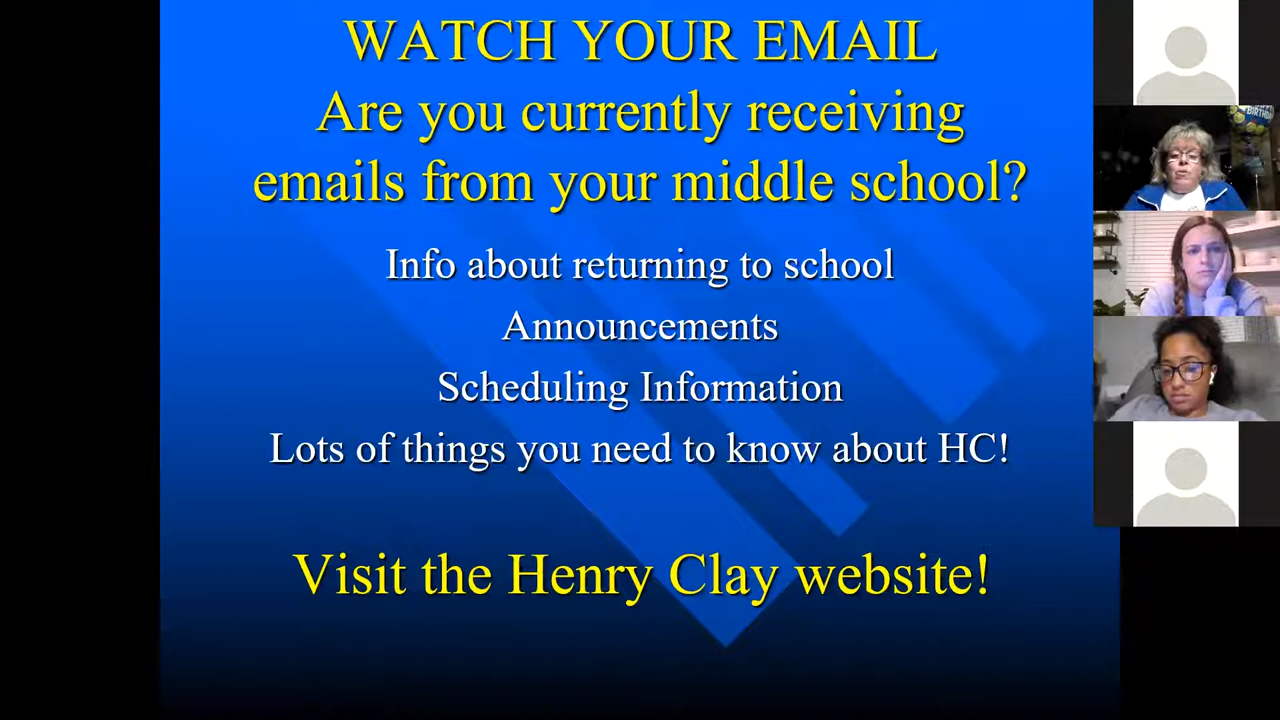 WATCH YOUR EMAIL
Are you currently receiving
emails from your middle school?
Info about returning to school
Announcements
Scheduling Information
Lots of things you need to know about HC!
Visit the Henry Clay website!